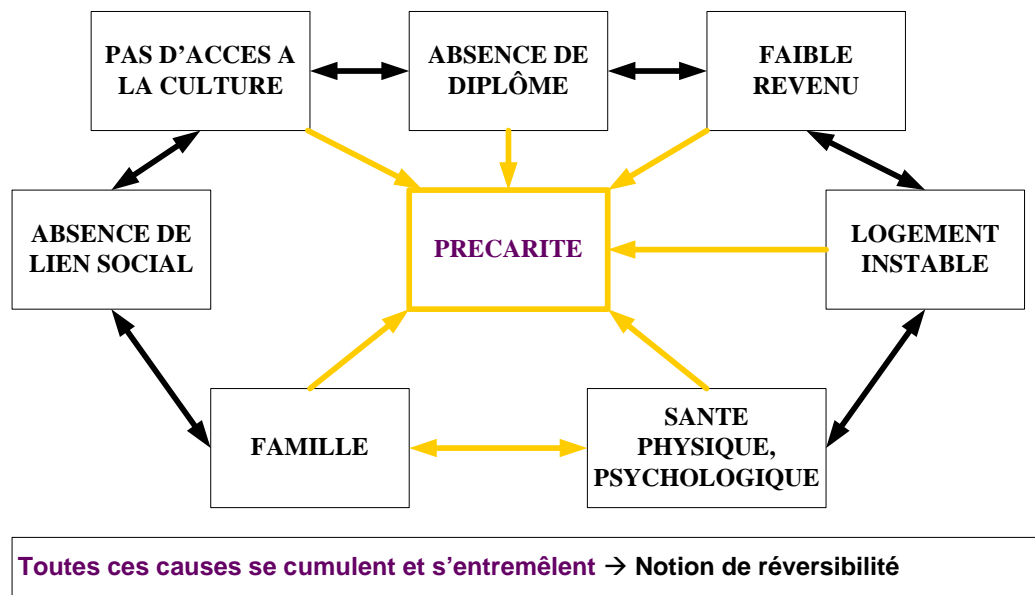 PAS D'ACCES A
LA CULTURE
ABSENCE DE
DIPLÔME
FAIBLE
REVENU
ABSENCE DE
LIEN SOCIAL
PRECARITE
LOGEMENT
INSTABLE
FAMILLE
SANTE
PHYSIQUE,
PSYCHOLOGIQUE
Toutes ces causes se cumulent et s'entremêlent → Notion de réversibilité